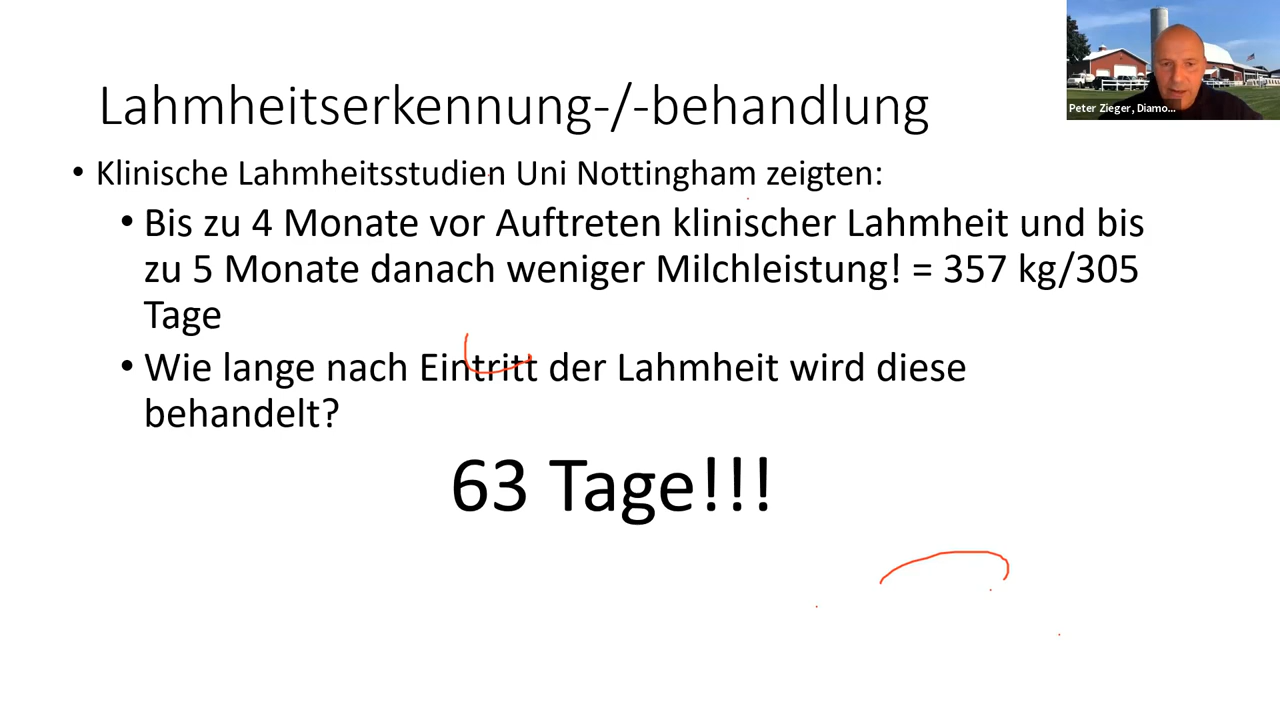 Lahmheitserkennung-/-behandlung
Peter Zieger, Diamo...
• Klinische Lahmheitsstudien Uni Nottingham zeigten:
• Bis zu 4 Monate vor Auftreten klinischer Lahmheit und bis
zu 5 Monate danach weniger Milchleistung! = 357 kg/305
Tage
• Wie lange nach Eintritt der Lahmheit wird diese
behandelt?
63 Tage!!!